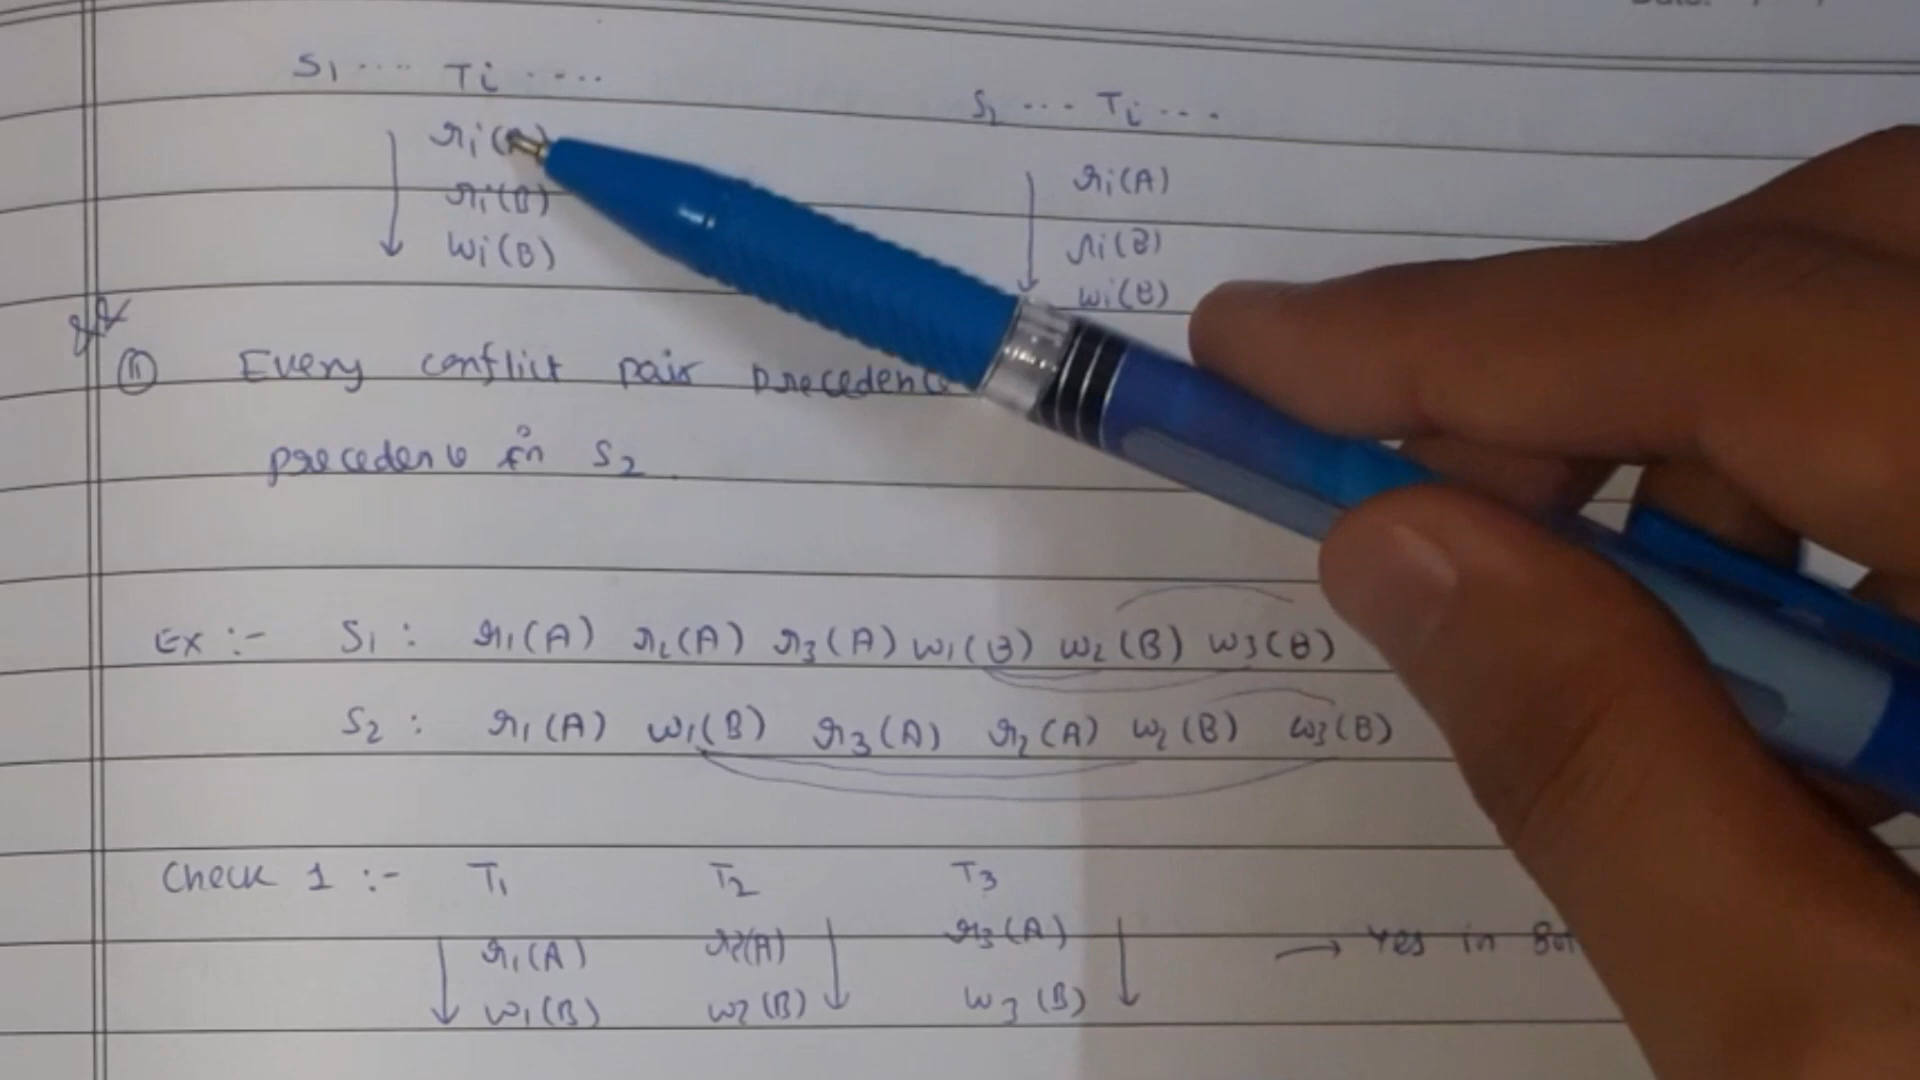 S1 .... Ti ....
S2 ... Ti ...
ri(A)
ri(B)
wi(B)
ri(A)
ri(B)
wi(B)
(ii) Every conflict pair precedence
precedence in S2.
Ex :- S1 : r1(A) r2(A) r3(A) w1(B) w2(B) w3(B)
S2 : r1(A) w1(B) r3(A) r2(A) w2(B) w3(B)
Check 1 :- T1 T2 T3
r1(A) r2(A) r3(A) → Yes in
w1(B) w2(B) w3(B)